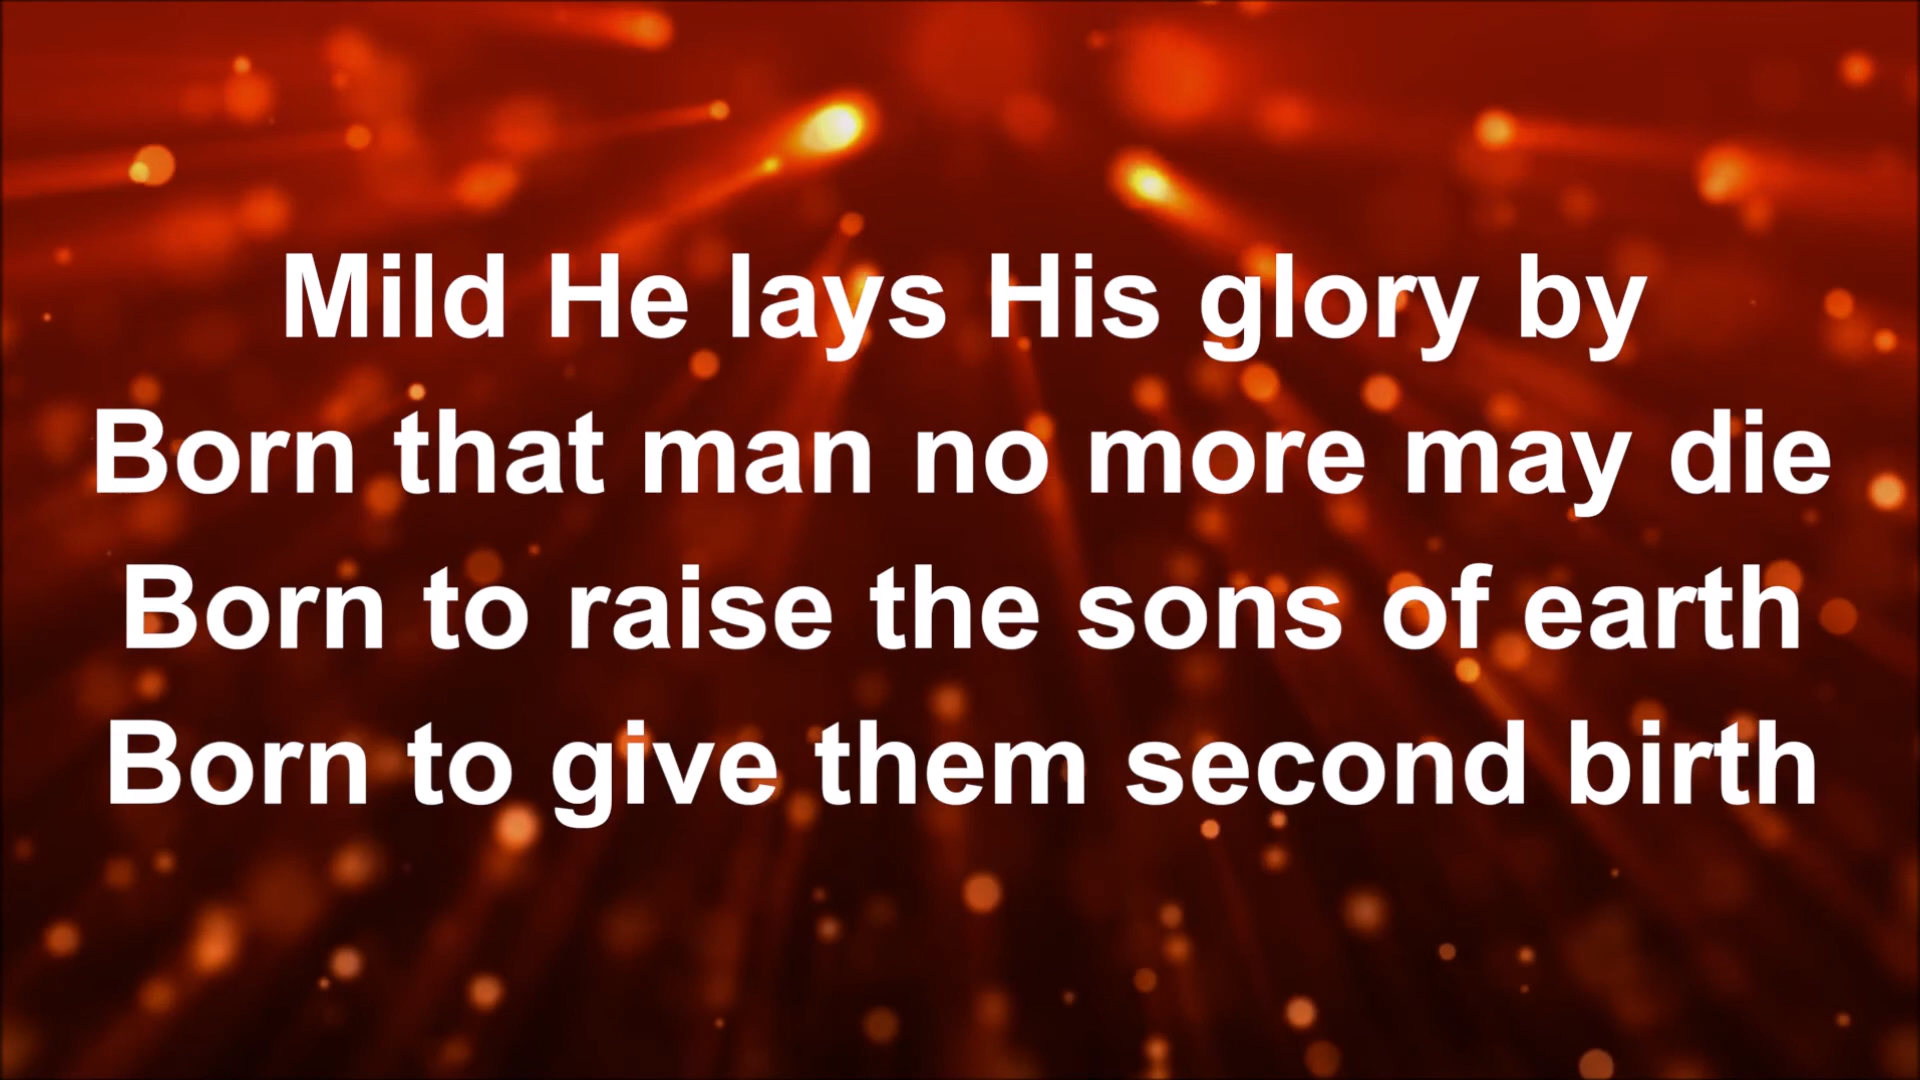 Mild He lays His glory by
Born that man no more may die
Born to raise the sons of earth
Born to give them second birth